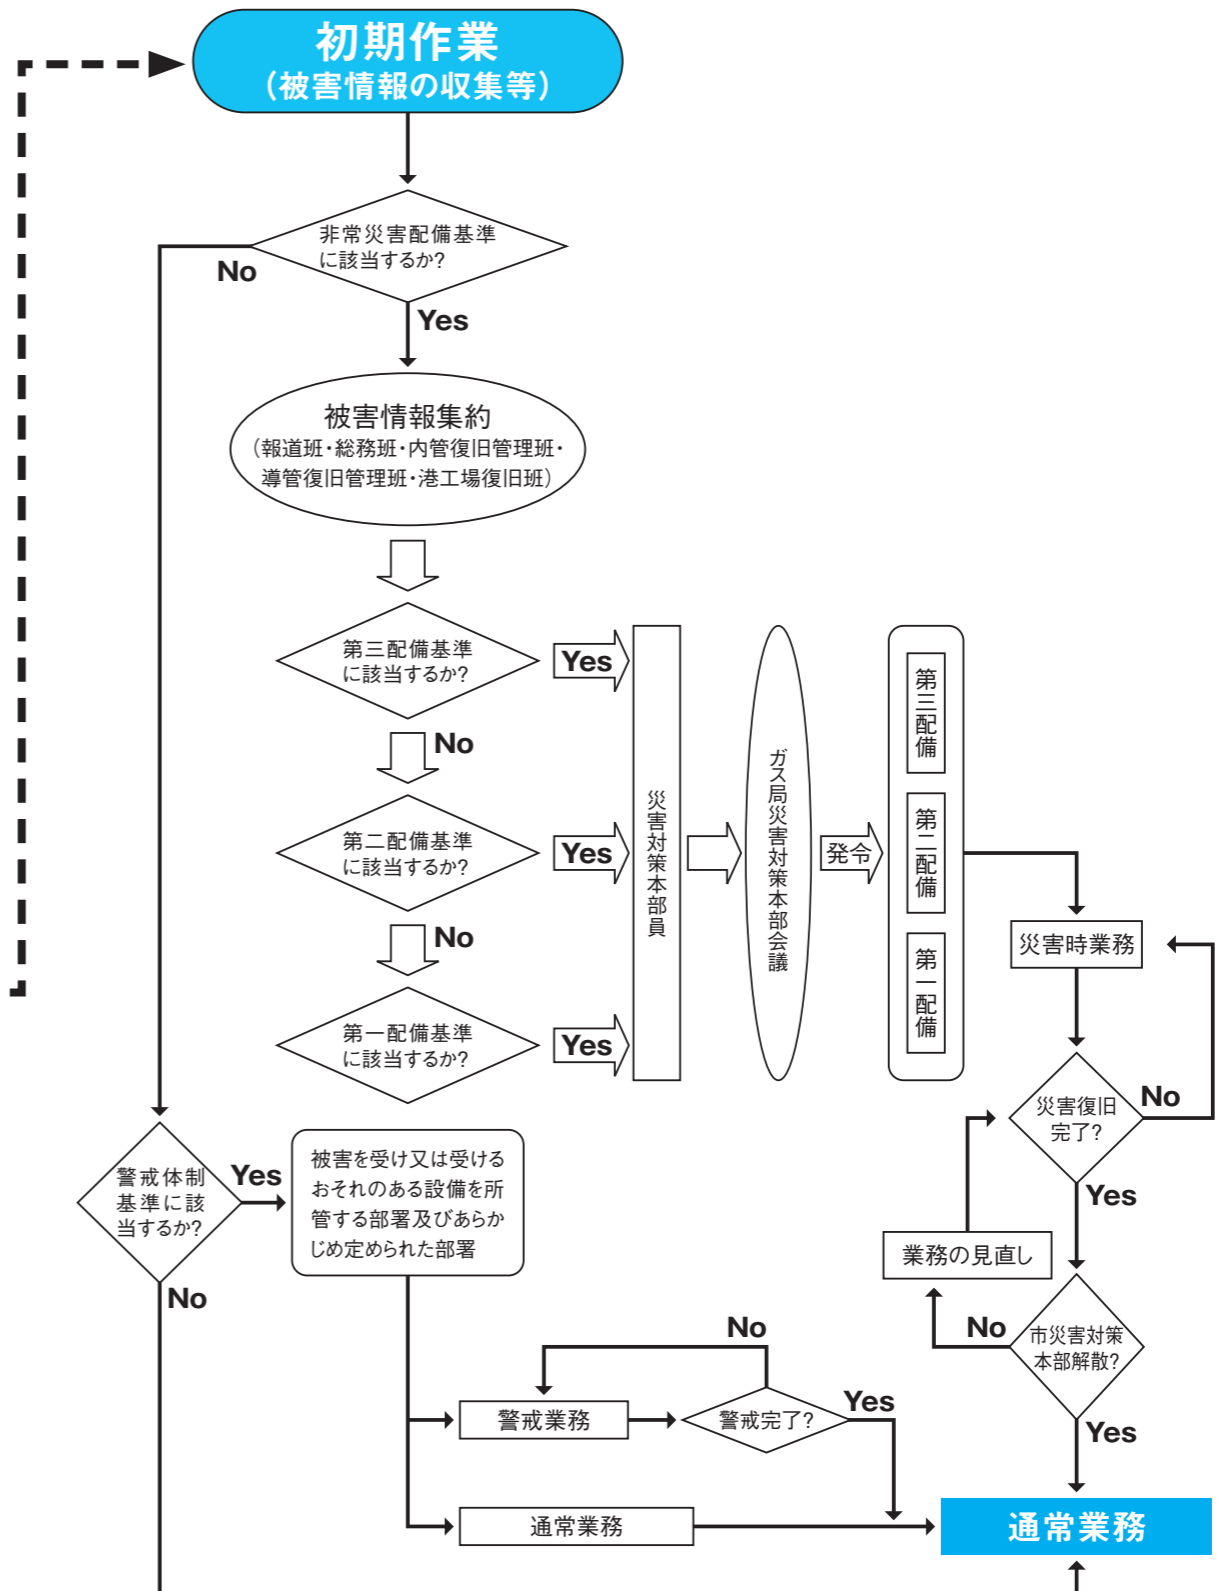 初期作業
(被害情報の収集等)
非常災害配備基準
に該当するか?
No
Yes
被害情報集約
(報道班・総務班・内管復旧管理班・
導管復旧管理班・港工場復旧班)
第三配備基準
に該当するか?
Yes
No
第二配備基準
に該当するか?
Yes
No
第一配備基準
に該当するか?
Yes
災害対策本部員
ガス局災害対策本部会議
発令
第三配備
第二配備
第一配備
災害時業務
災害復旧
完了?
No
Yes
業務の見直し
市災害対策
本部解散?
No
Yes
警戒体制
基準に該
当するか?
Yes
No
被害を受け又は受ける
おそれのある設備を所
管する部署及びあらか
じめ定められた部署
警戒業務
警戒完了?
No
Yes
通常業務
通常業務